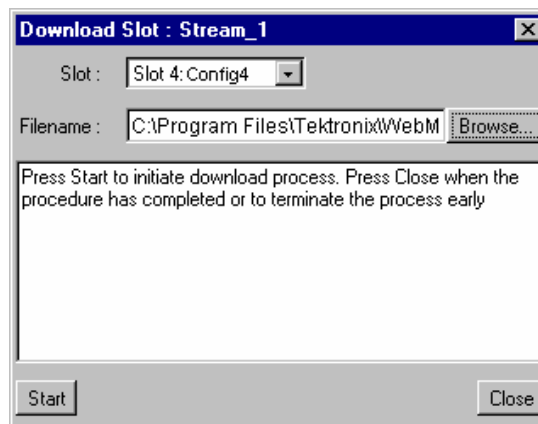 Download Slot : Stream_1
Slot :
Slot 4: Config4
Filename :
C:\Program Files\Tektronix\WebM
Browse...
Press Start to initiate download process. Press Close when the
procedure has completed or to terminate the process early
Start
Close